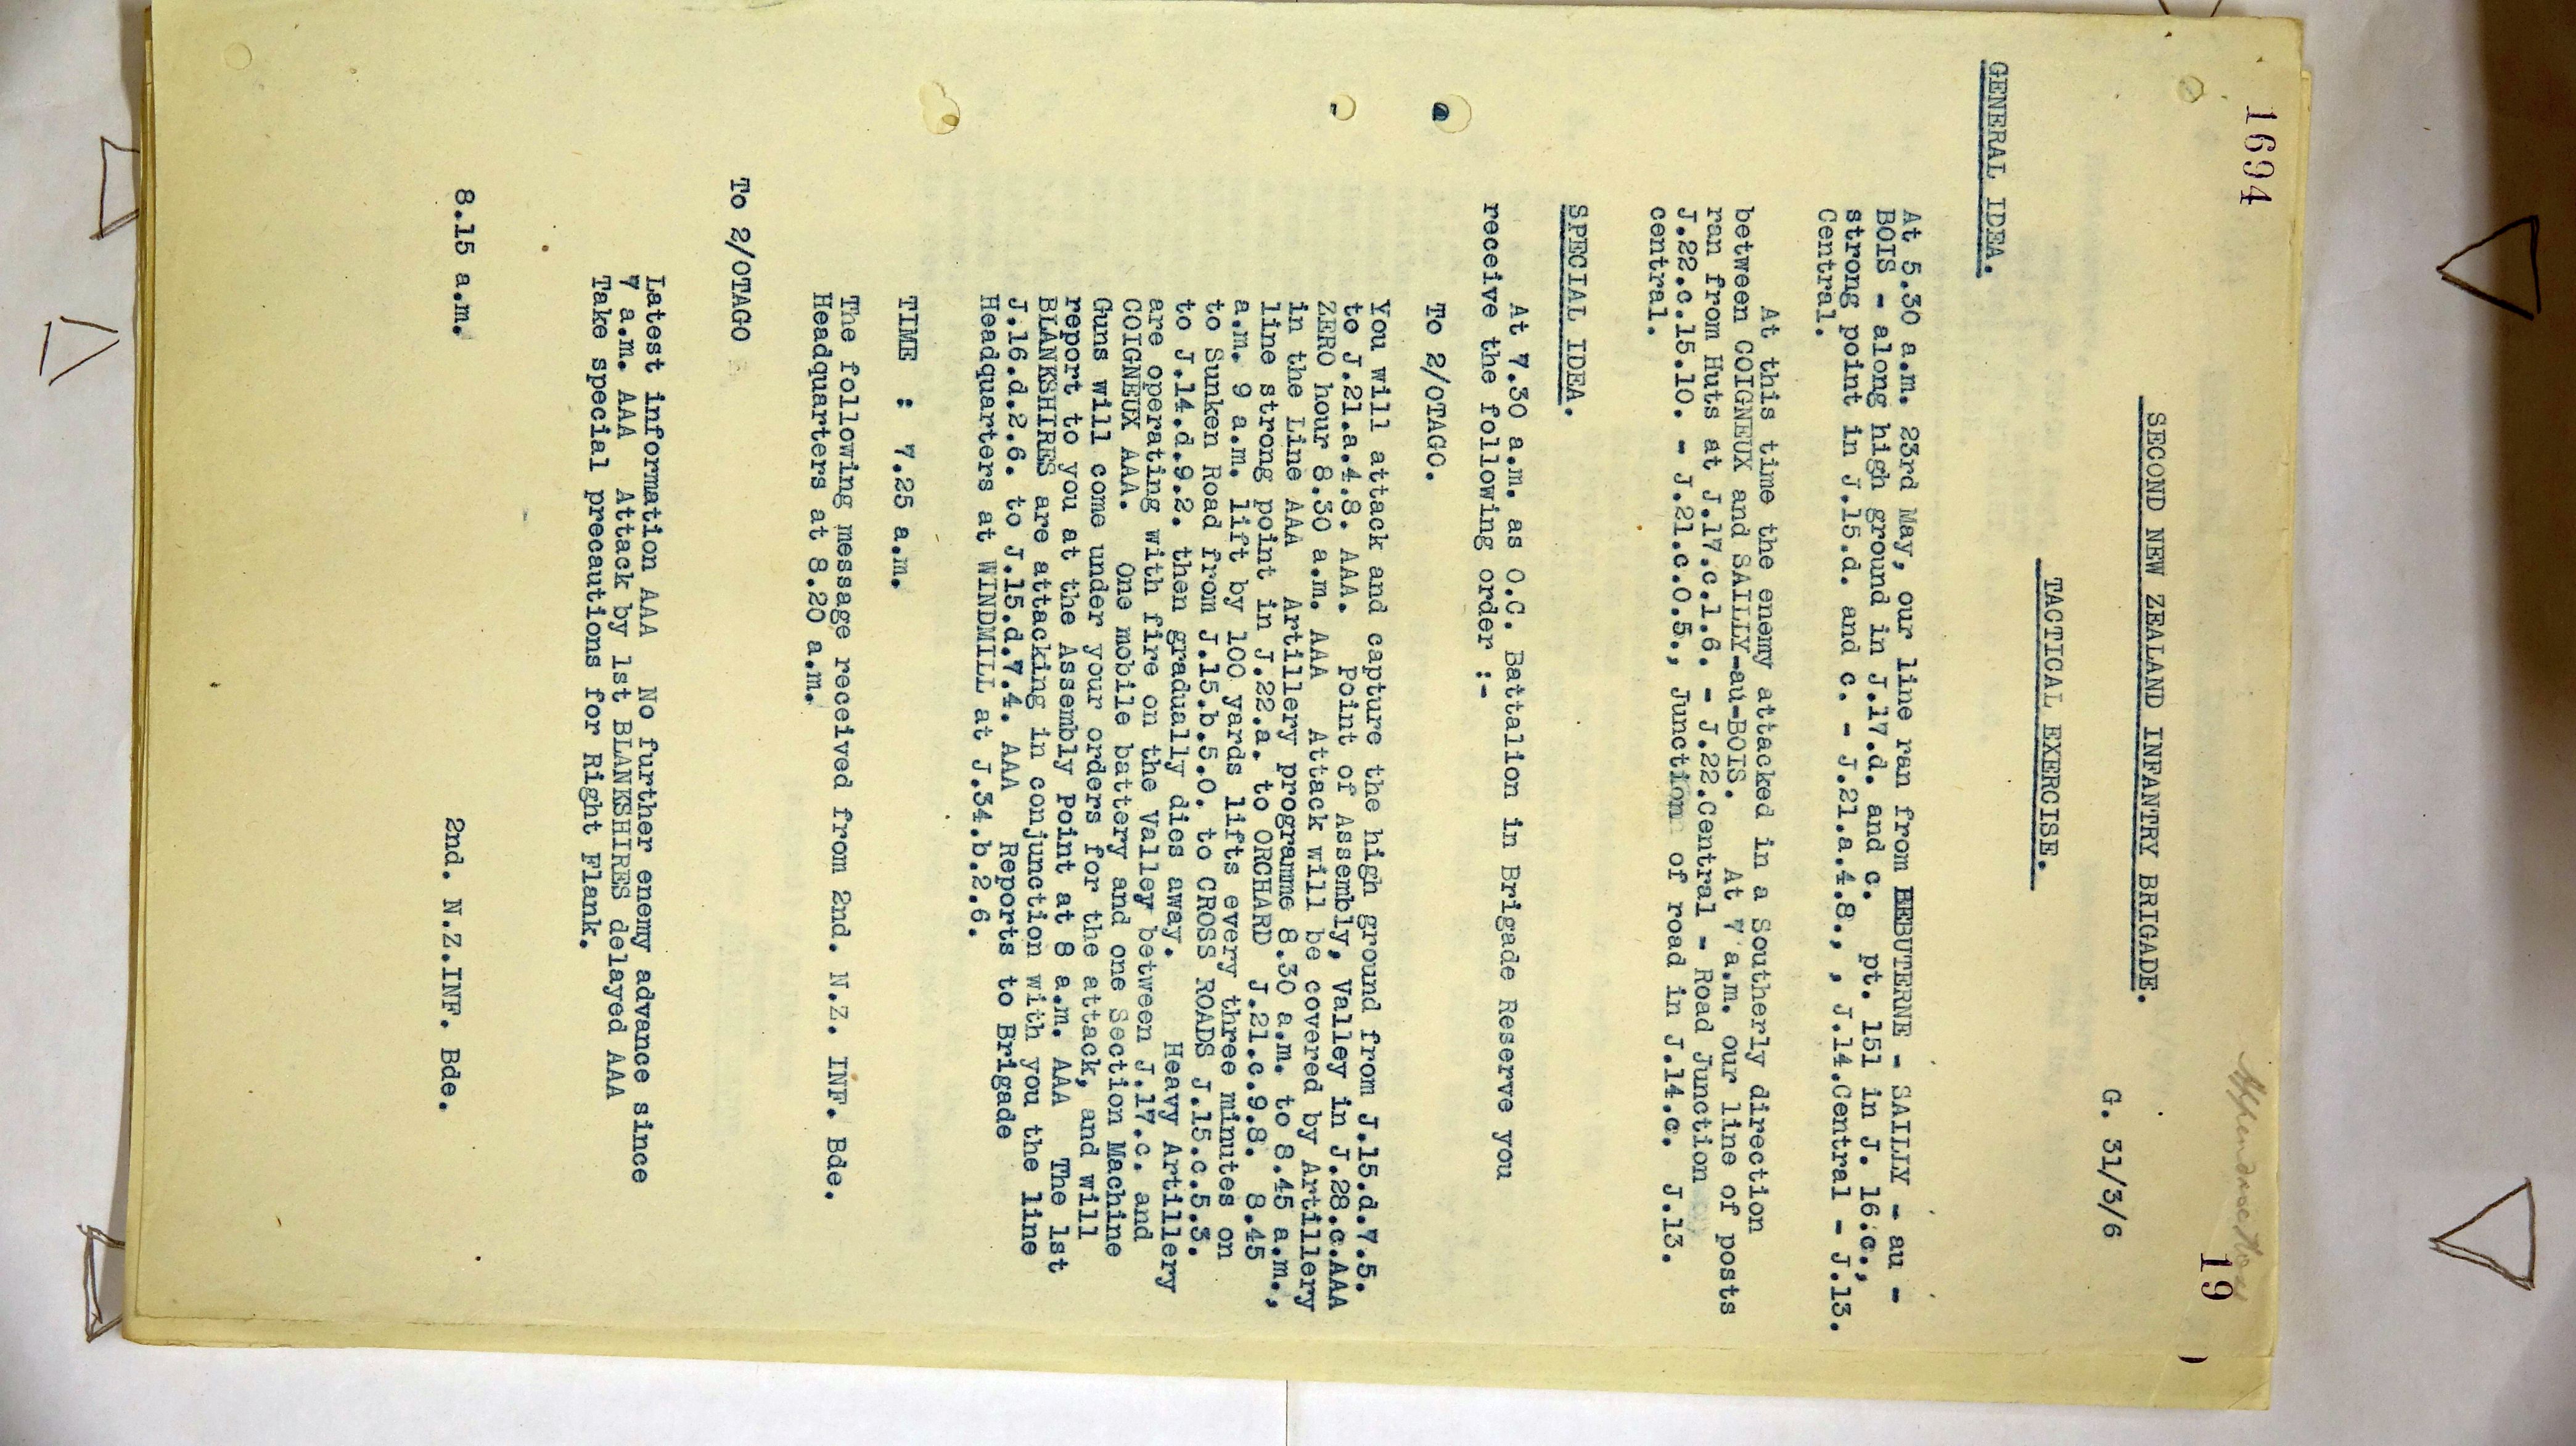 1694
19
SECOND NEW ZEALAND INFANTRY BRIGADE.
G. 31/3/6
TACTICAL EXERCISE.
GENERAL IDEA.
At 5.30 a.m. 23rd May, our line ran from HEBUTERNE - SAILLY - au -
BOIS - along high ground in J.17.d. and c.  pt. 151 in J. 16.c.,
strong point in J.15.d. and c. - J.21.a.4.8., , J.14.Central - J.13.
Central.
At this time the enemy attacked in a Southerly direction
between COIGNEUX and SAILLY-au-BOIS.   At 7 a.m. our line of posts
ran from Huts at J.17.c.1.6. - J.22.Central - Road Junction
J.22.c.15.10. - J.21.c.0.5., Junction of road in J.14.c.  J.13.
central.
SPECIAL IDEA.
At 7.30 a.m. as O.C. Battalion in Brigade Reserve you
receive the following order :-
To 2/OTAGO.
You will attack and capture the high ground from J.15.d.7.5.
to J.21.a.4.8. AAA.  Point of Assembly, Valley in J.28.c.AAA
ZERO hour 8.30 a.m. AAA  Attack will be covered by Artillery
in the Line AAA  Artillery programme 8.30 a.m. to 8.45 a.m.,
line strong point in J.22.a. to ORCHARD  J.21.c.9.8.  8.45
a.m. 9 a.m. lift by 100 yards lifts every three minutes on
to Sunken Road from J.15.b.5.0. to CROSS ROADS J.15.c.5.3.
to J.14.d.9.2. then gradually dies away.   Heavy Artillery
are operating with fire on the Valley between J.17.c. and
COIGNEUX AAA.   One mobile battery and one Section Machine
Guns will come under your orders for the attack, and will
report to you at the Assembly Point at 8 a.m. AAA  The 1st
BLANKSHIRES are attacking in conjunction with you the line
J.16.d.2.6. to J.15.d.7.4. AAA   Reports to Brigade
Headquarters at WINDMILL at J.34.b.2.6.
TIME  :  7.25 a.m.
The following message received from 2nd. N.Z. INF. Bde.
Headquarters at 8.20 a.m.
To 2/OTAGO
Latest information AAA  No further enemy advance since
7 a.m. AAA  Attack by 1st BLANKSHIRES delayed AAA
Take special precautions for Right Flank.
2nd. N.Z.INF. Bde.
8.15 a.m.